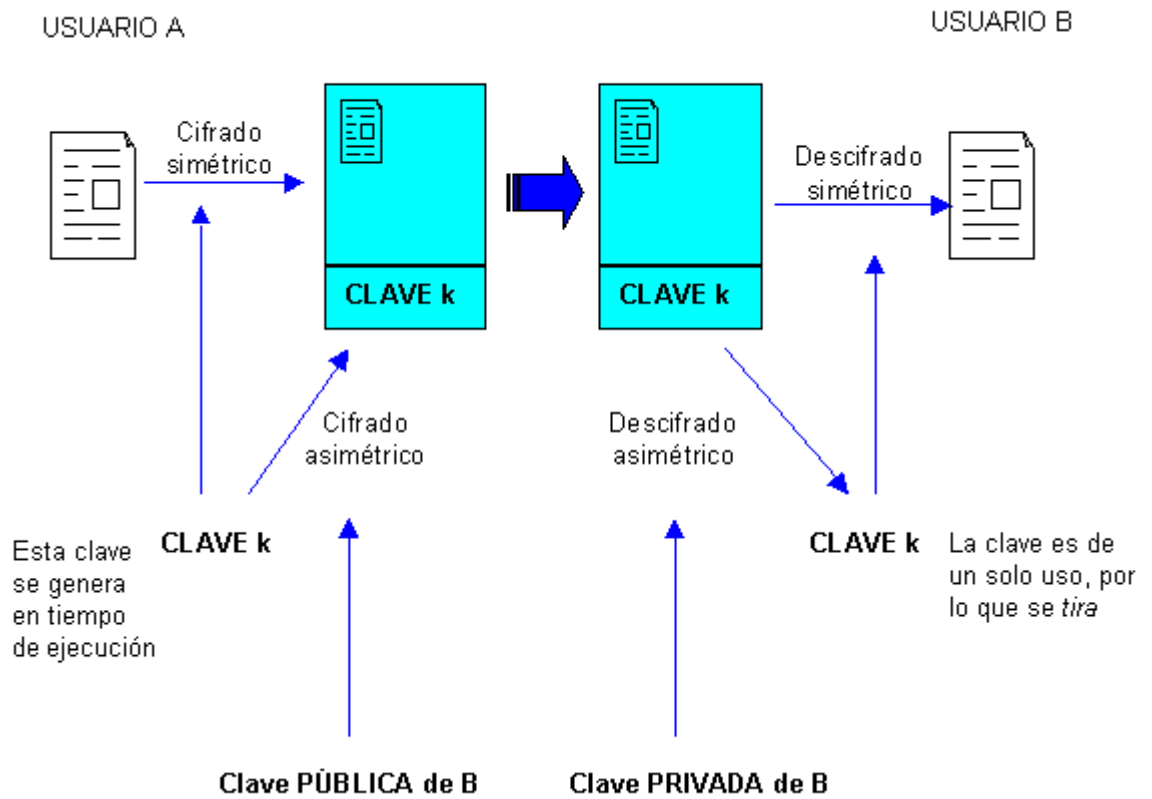 USUARIO A
USUARIO B
Cifrado
simétrico
Descifrado
simétrico
CLAVE k
CLAVE k
Cifrado
asimétrico
Descifrado
asimétrico
Esta clave
se genera
en tiempo
de ejecución
CLAVE k
CLAVE k
La clave es de
un solo uso, por
lo que se tira
Clave PÙBLICA de B
Clave PRIVADA de B